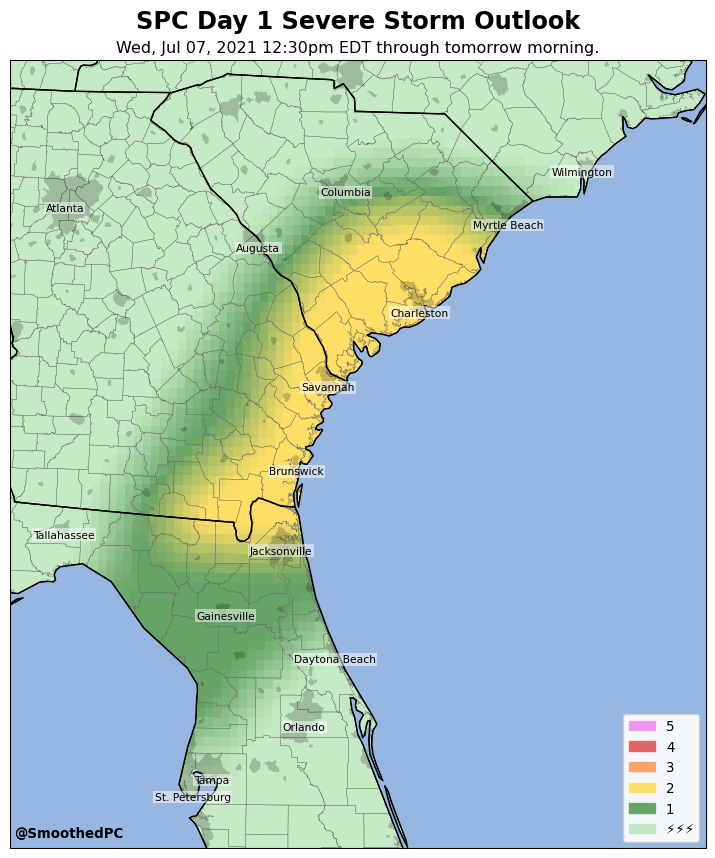 SPC Day 1 Severe Storm Outlook
Wed, Jul 07, 2021 12:30pm EDT through tomorrow morning.
Wilmington
Columbia
Atlanta
Myrtle Beach
Augusta
Charleston
Savannah
Brunswick
Tallahassee
Jacksonville
Gainesville
Daytona Beach
Orlando
Tampa
St. Petersburg
5
4
3
2
1
⚡⚡⚡
@SmoothedPC